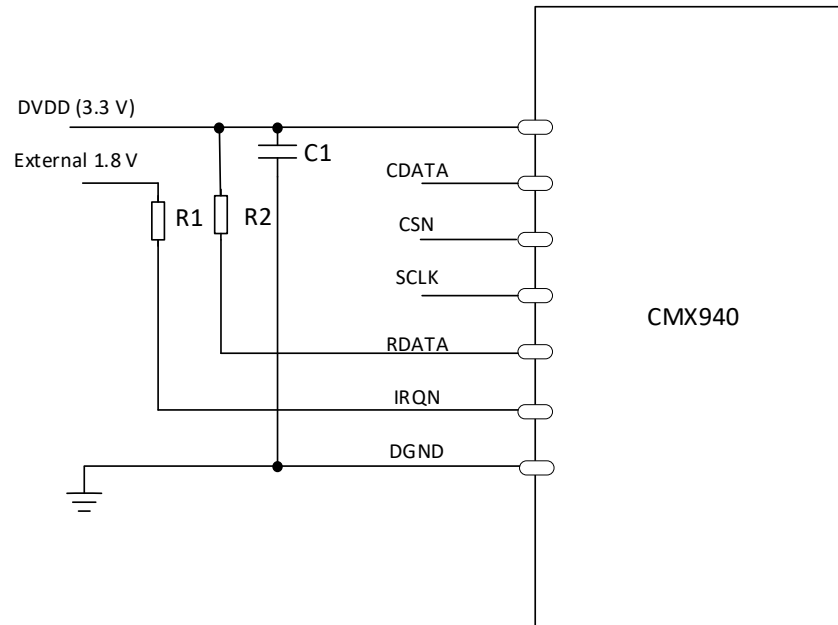 DVDD (3.3 V)
External 1.8 V
C1
CDATA
R1
R2
CSN
SCLK
CMX940
RDATA
IRQN
DGND